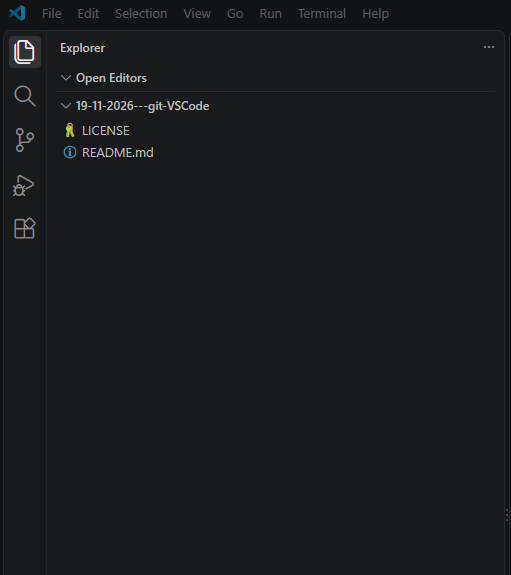 File Edit Selection View Go Run Terminal Help
Explorer
Open Editors
19-11-2026---git-VSCode
LICENSE
README.md